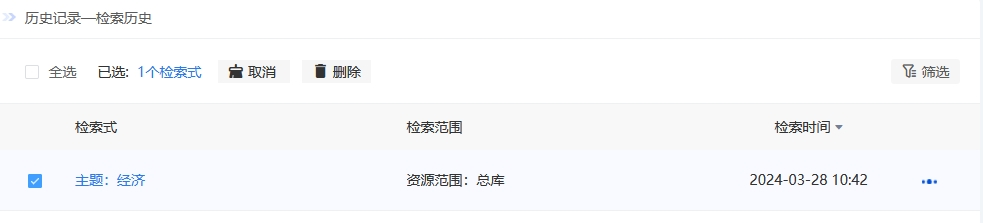 历史记录—检索历史
全选 已选: 1个检索式 取消 删除 筛选
检索式 检索范围 检索时间
主题：经济 资源范围：总库 2024-03-28 10:42